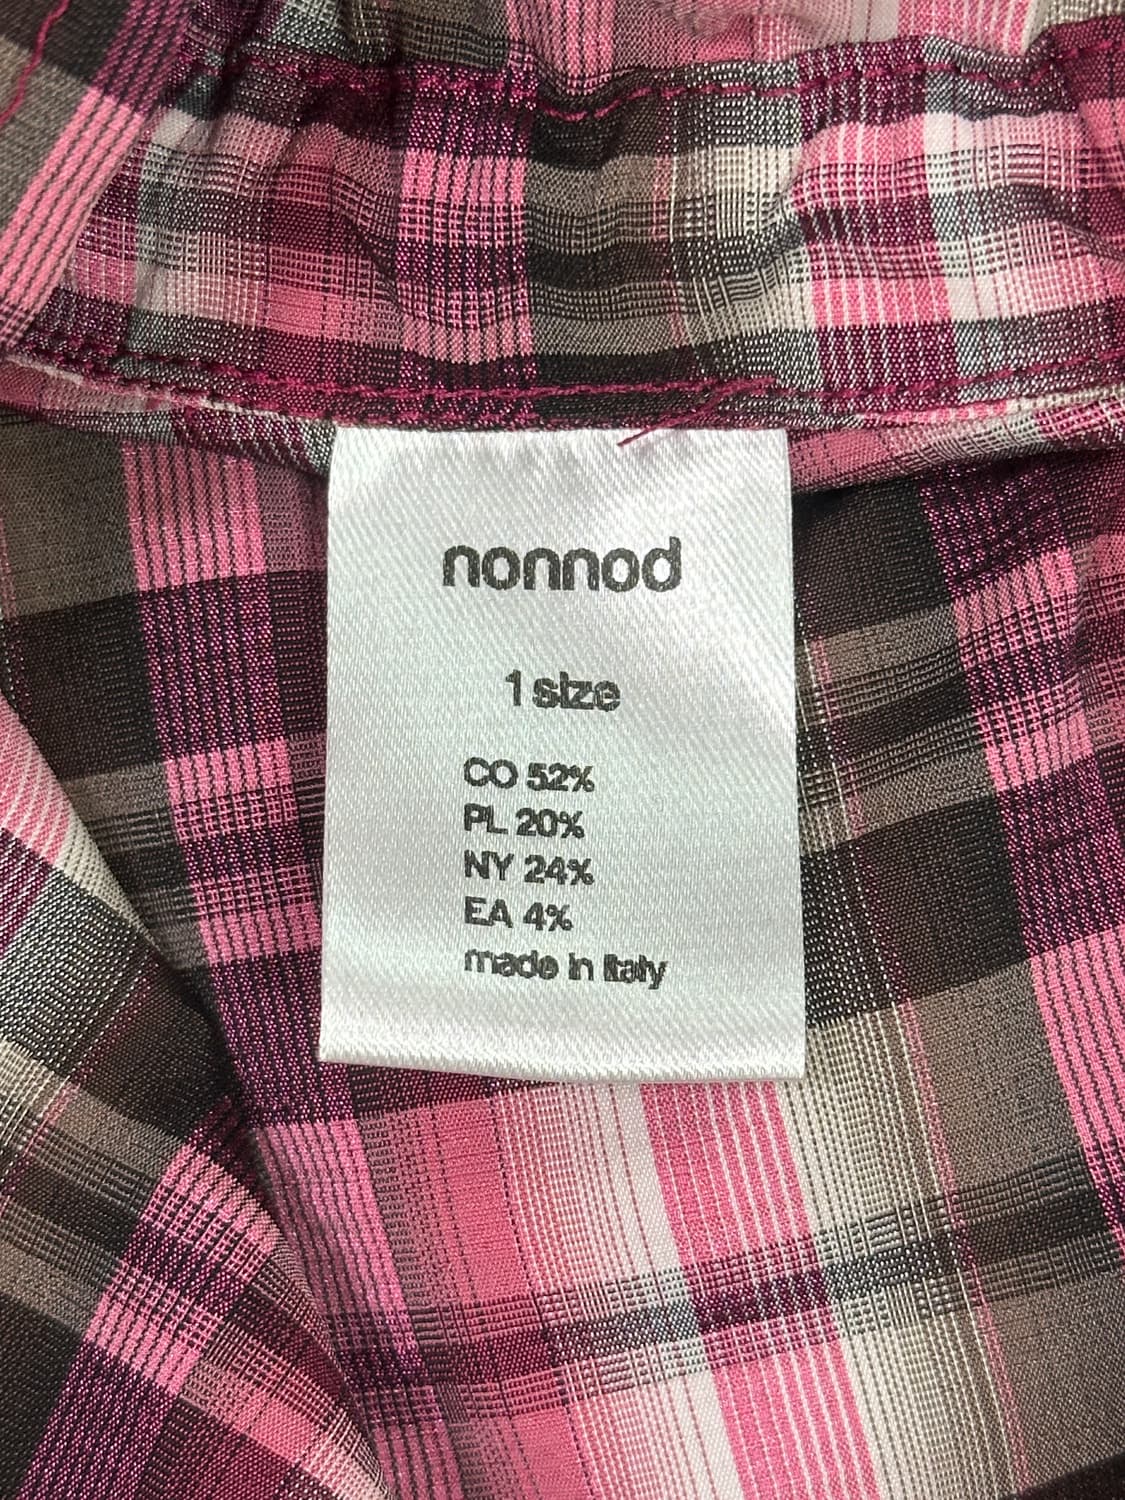 nonnod
1 size
CO 52%
PL 20%
NY 24%
EA 4%
made in Italy